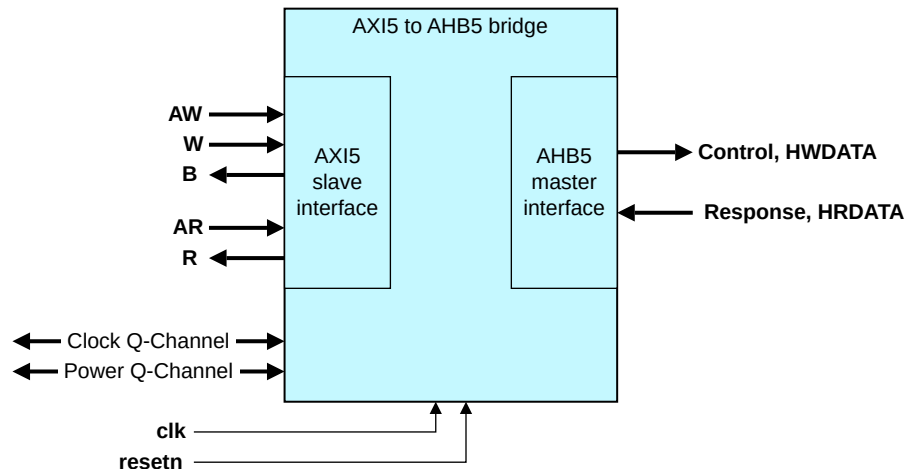 AXI5 to AHB5 bridge
AW
W
B
AR
R
AXI5
slave
interface
AHB5
master
interface
Control, HWDATA
Response, HRDATA
Clock Q-Channel
Power Q-Channel
clk
resetn